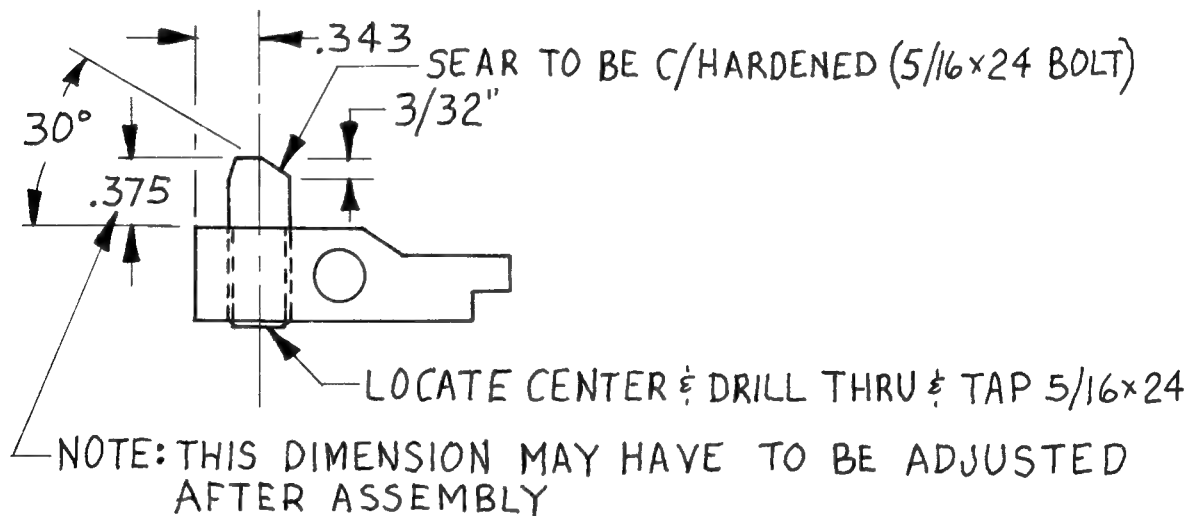 .343
SEAR TO BE C/HARDENED (5/16×24 BOLT)
3/32"
30°
.375
LOCATE CENTER & DRILL THRU & TAP 5/16×24
NOTE: THIS DIMENSION MAY HAVE TO BE ADJUSTED
AFTER ASSEMBLY